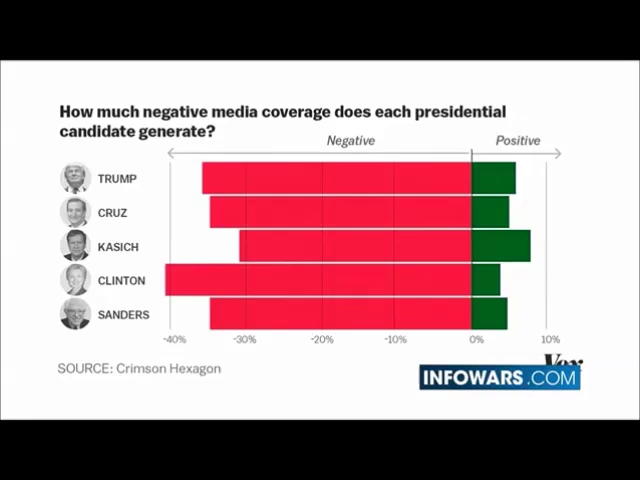 How much negative media coverage does each presidential
candidate generate?
Negative
Positive
TRUMP
CRUZ
KASICH
CLINTON
SANDERS
-40%
-30%
-20%
-10%
0%
10%
SOURCE: Crimson Hexagon
Vox
INFOWARS.COM